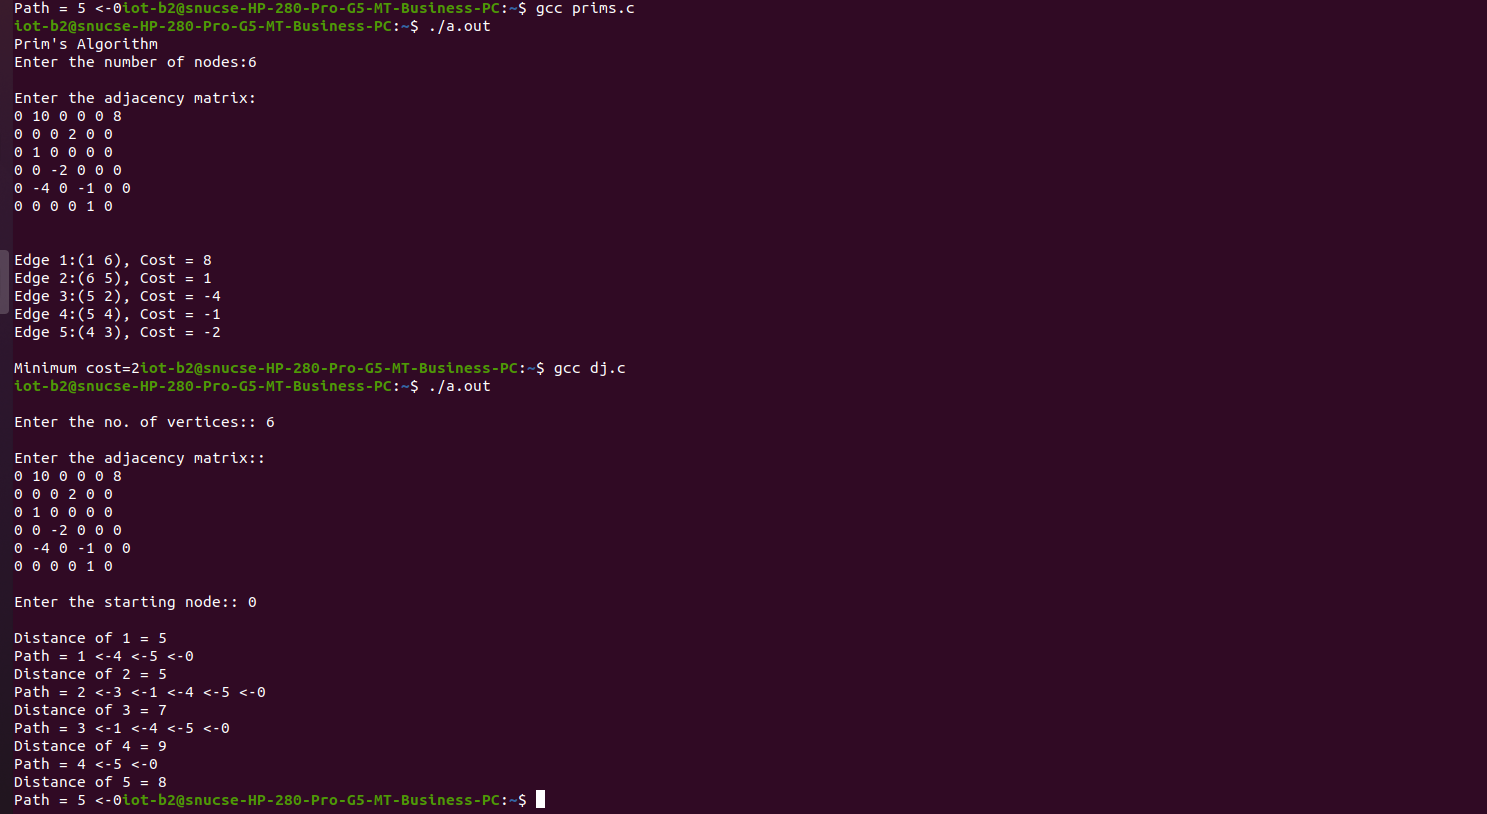 Path = 5 <-0iot-b2@snucse-HP-280-Pro-G5-MT-Business-PC:~$ gcc prims.c
iot-b2@snucse-HP-280-Pro-G5-MT-Business-PC:~$ ./a.out
Prim's Algorithm
Enter the number of nodes:6
Enter the adjacency matrix:
0 10 0 0 0 8
0 0 0 2 0 0
0 1 0 0 0 0
0 0 -2 0 0 0
0 -4 0 -1 0 0
0 0 0 0 1 0
Edge 1:(1 6), Cost = 8
Edge 2:(6 5), Cost = 1
Edge 3:(5 2), Cost = -4
Edge 4:(5 4), Cost = -1
Edge 5:(4 3), Cost = -2
Minimum cost=2iot-b2@snucse-HP-280-Pro-G5-MT-Business-PC:~$ gcc dj.c
iot-b2@snucse-HP-280-Pro-G5-MT-Business-PC:~$ ./a.out
Enter the no. of vertices:: 6
Enter the adjacency matrix::
0 10 0 0 0 8
0 0 0 2 0 0
0 1 0 0 0 0
0 0 -2 0 0 0
0 -4 0 -1 0 0
0 0 0 0 1 0
Enter the starting node:: 0
Distance of 1 = 5
Path = 1 <-4 <-5 <-0
Distance of 2 = 5
Path = 2 <-3 <-1 <-4 <-5 <-0
Distance of 3 = 7
Path = 3 <-1 <-4 <-5 <-0
Distance of 4 = 9
Path = 4 <-5 <-0
Distance of 5 = 8
Path = 5 <-0iot-b2@snucse-HP-280-Pro-G5-MT-Business-PC:~$